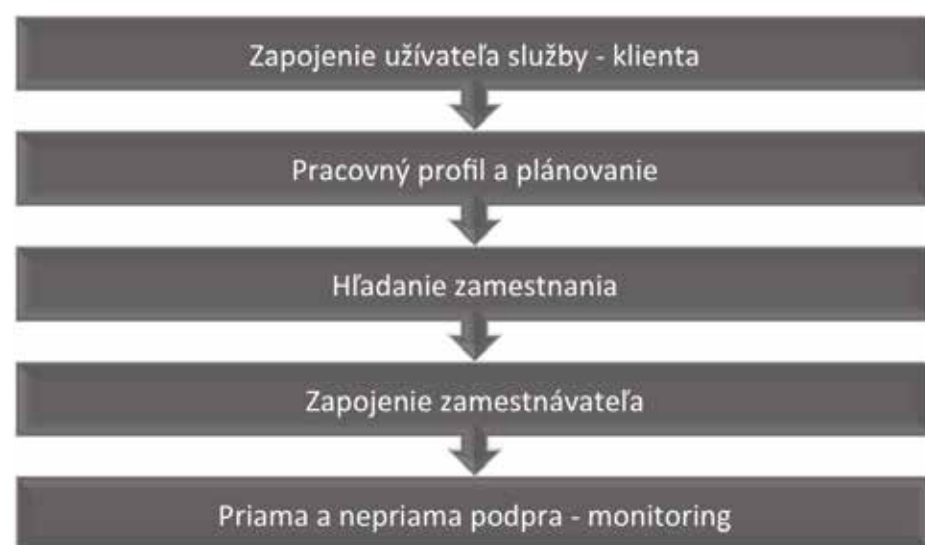 Zapojenie užívateľa služby - klienta
Pracovný profil a plánovanie
Hľadanie zamestnania
Zapojenie zamestnávateľa
Priama a nepriama podpra - monitoring